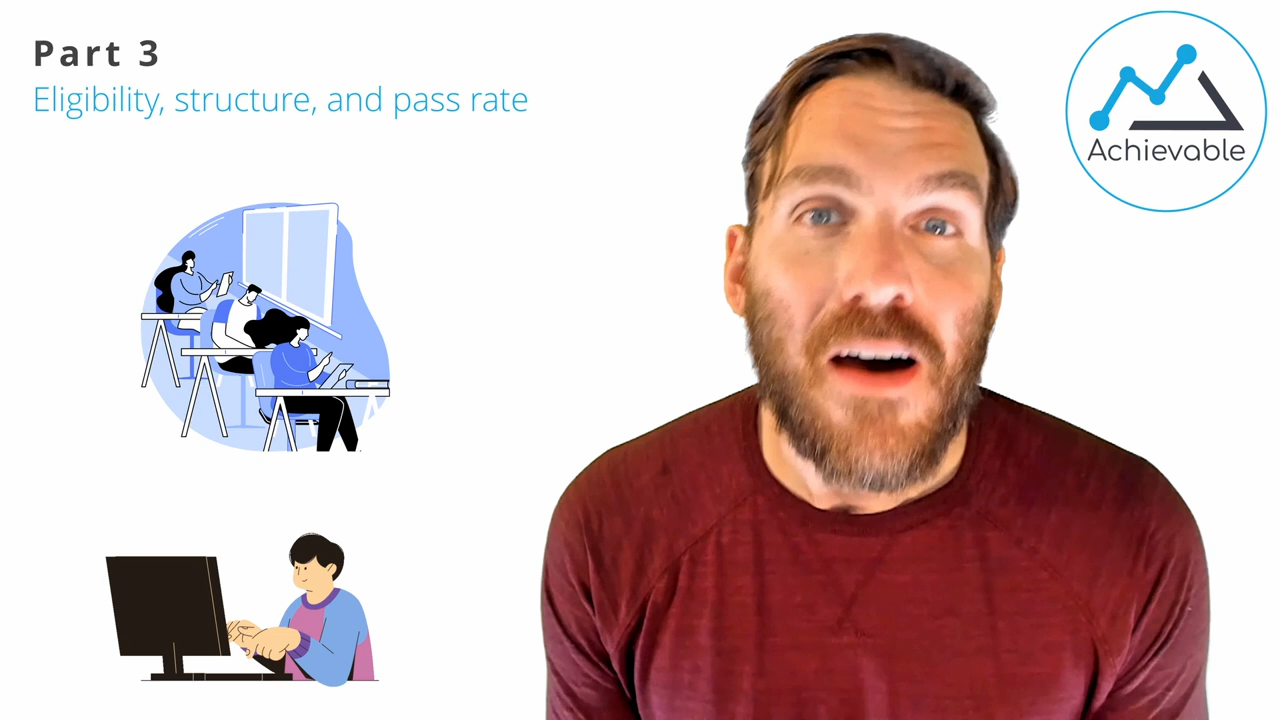 Part 3
Eligibility, structure, and pass rate
Achievable